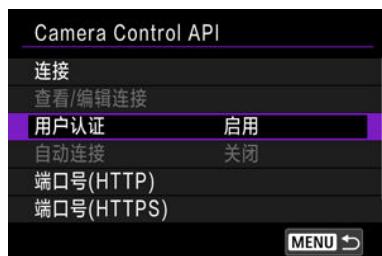 Camera Control API
连接
查看/编辑连接
用户认证 启用
自动连接 关闭
端口号(HTTP)
端口号(HTTPS)
MENU